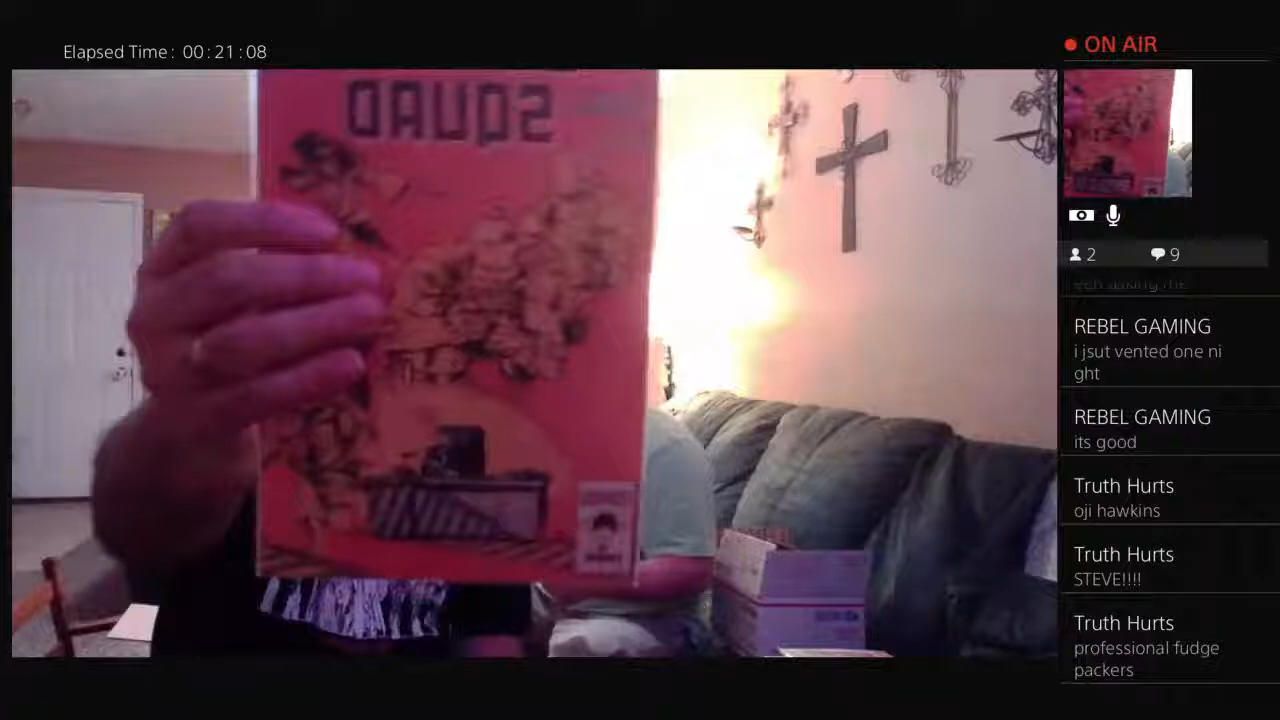 Elapsed Time: 00:21:08
ON AIR
2
9
REBEL GAMING
i jsut vented one ni
ght
REBEL GAMING
its good
Truth Hurts
oji hawkins
Truth Hurts
STEVE!!!!
Truth Hurts
professional fudge
packers